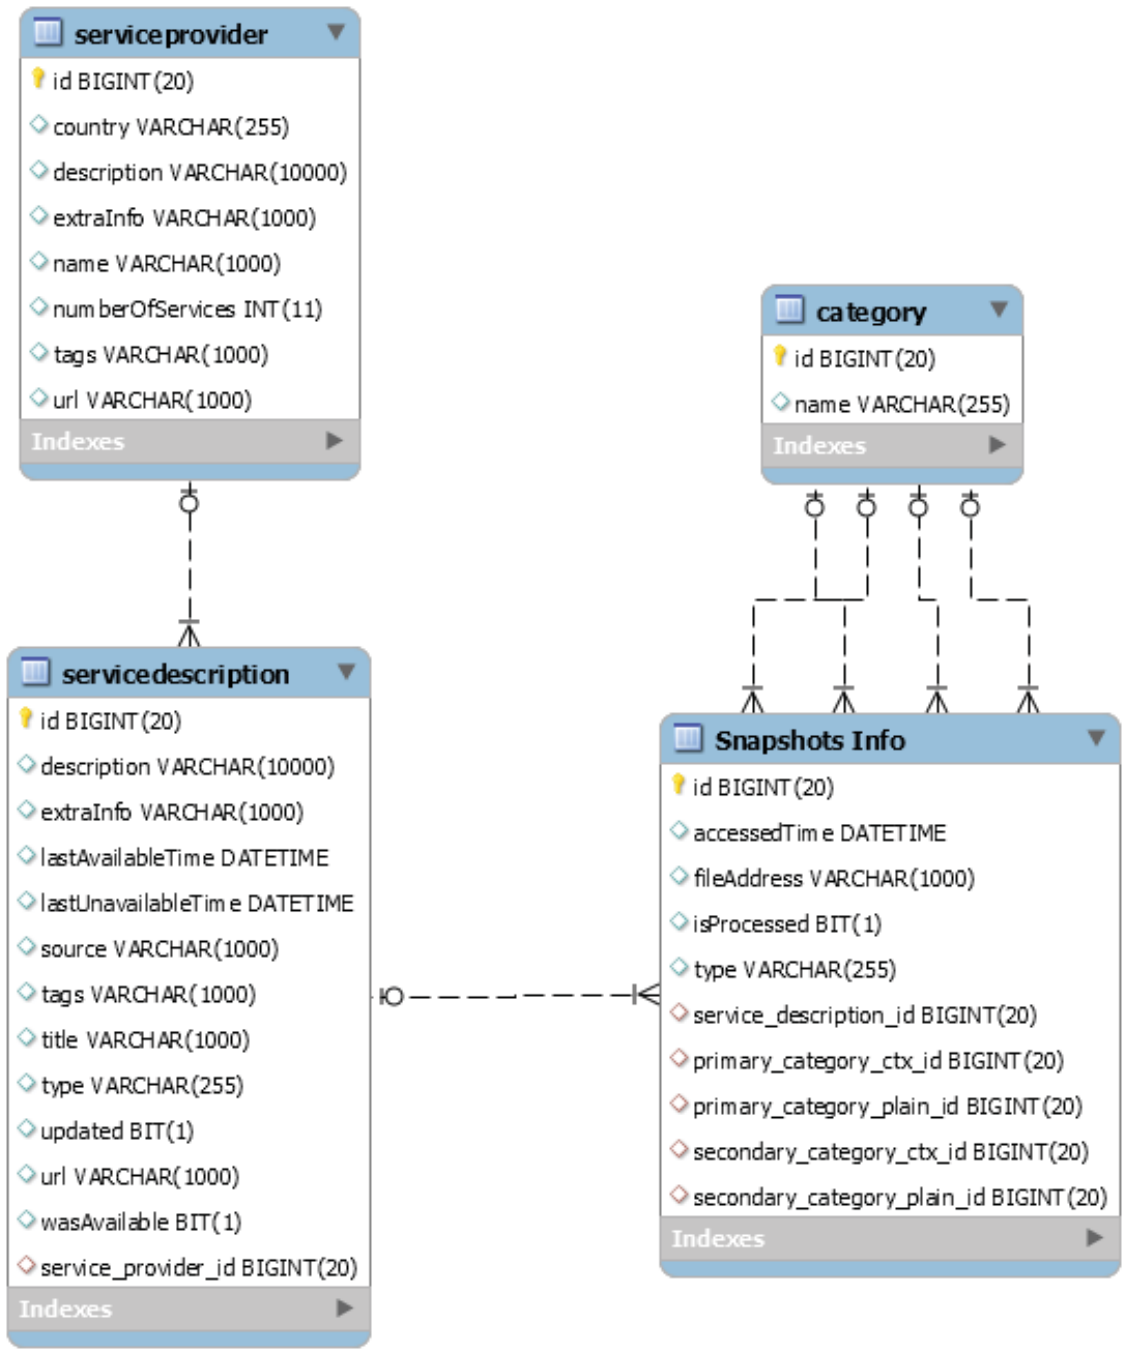 serviceprovider
id BIGINT(20)
country VARCHAR(255)
description VARCHAR(10000)
extraInfo VARCHAR(1000)
name VARCHAR(1000)
numberOfServices INT(11)
tags VARCHAR(1000)
url VARCHAR(1000)
Indexes
category
id BIGINT(20)
name VARCHAR(255)
Indexes
servicedescription
id BIGINT(20)
description VARCHAR(10000)
extraInfo VARCHAR(1000)
lastAvailableTime DATETIME
lastUnavailableTime DATETIME
source VARCHAR(1000)
tags VARCHAR(1000)
title VARCHAR(1000)
type VARCHAR(255)
updated BIT(1)
url VARCHAR(1000)
wasAvailable BIT(1)
service_provider_id BIGINT(20)
Indexes
Snapshots Info
id BIGINT(20)
accessedTime DATETIME
fileAddress VARCHAR(1000)
isProcessed BIT(1)
type VARCHAR(255)
service_description_id BIGINT(20)
primary_category_ctx_id BIGINT(20)
primary_category_plain_id BIGINT(20)
secondary_category_ctx_id BIGINT(20)
secondary_category_plain_id BIGINT(20)
Indexes